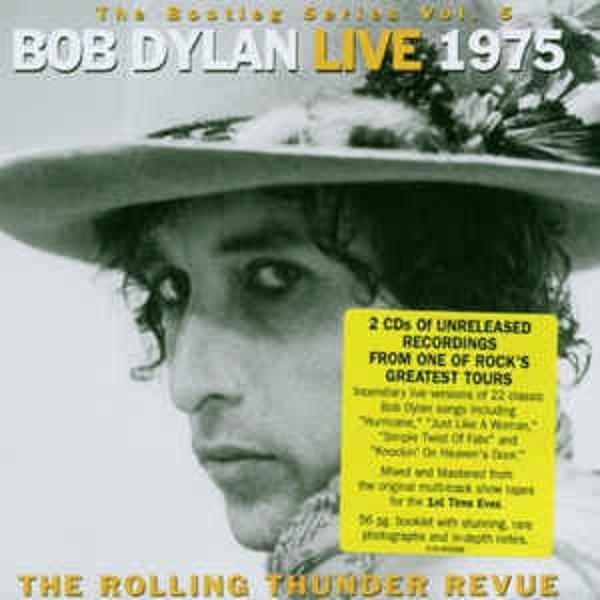 The Bootleg Series Vol. 5
BOB DYLAN LIVE 1975
2 CDs Of UNRELEASED
RECORDINGS
FROM ONE OF ROCK'S
GREATEST TOURS
Legendary live versions of 22 classic
Bob Dylan songs including
"Hurricane," "Just Like A Woman,"
"Simple Twist Of Fate" and
"Knockin' On Heaven's Door."
Mixed and Mastered from
the original multitrack show tapes
for the 1st Time Ever.
56 pg. booklet with stunning, rare
photographs and in-depth notes.
THE ROLLING THUNDER REVUE